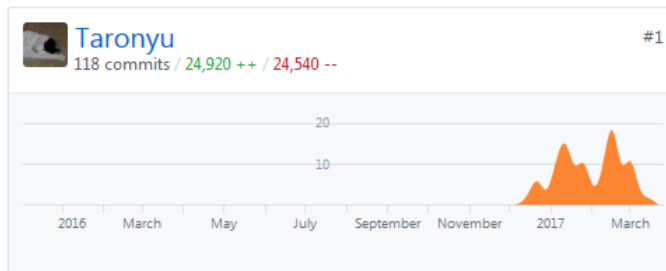 Taronyu #1
118 commits / 24,920 ++ / 24,540 --
20
10
2016 March May July September November 2017 March